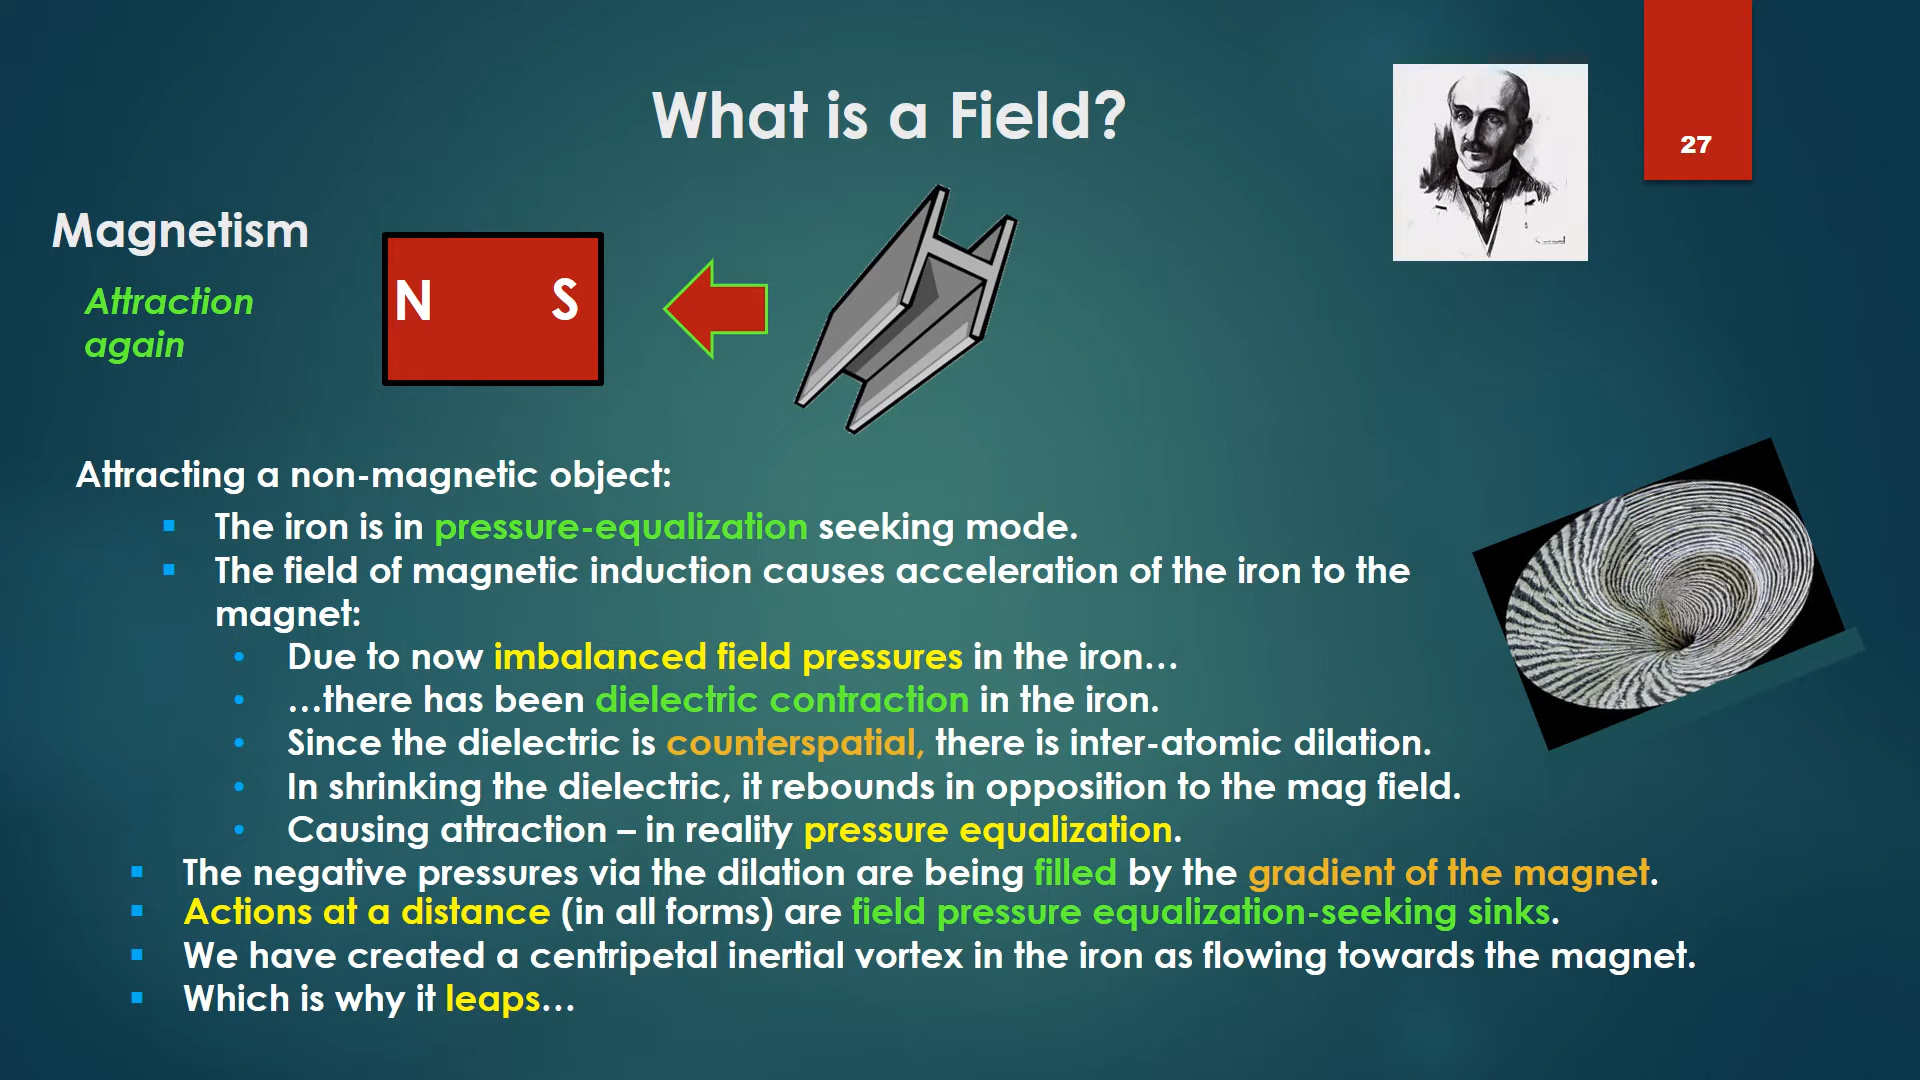 What is a Field?
27
Magnetism
Attraction
again
N S
Attracting a non-magnetic object:
The iron is in pressure-equalization seeking mode.
The field of magnetic induction causes acceleration of the iron to the
magnet:
Due to now imbalanced field pressures in the iron…
…there has been dielectric contraction in the iron.
Since the dielectric is counterspatial, there is inter-atomic dilation.
In shrinking the dielectric, it rebounds in opposition to the mag field.
Causing attraction – in reality pressure equalization.
The negative pressures via the dilation are being filled by the gradient of the magnet.
Actions at a distance (in all forms) are field pressure equalization-seeking sinks.
We have created a centripetal inertial vortex in the iron as flowing towards the magnet.
Which is why it leaps…